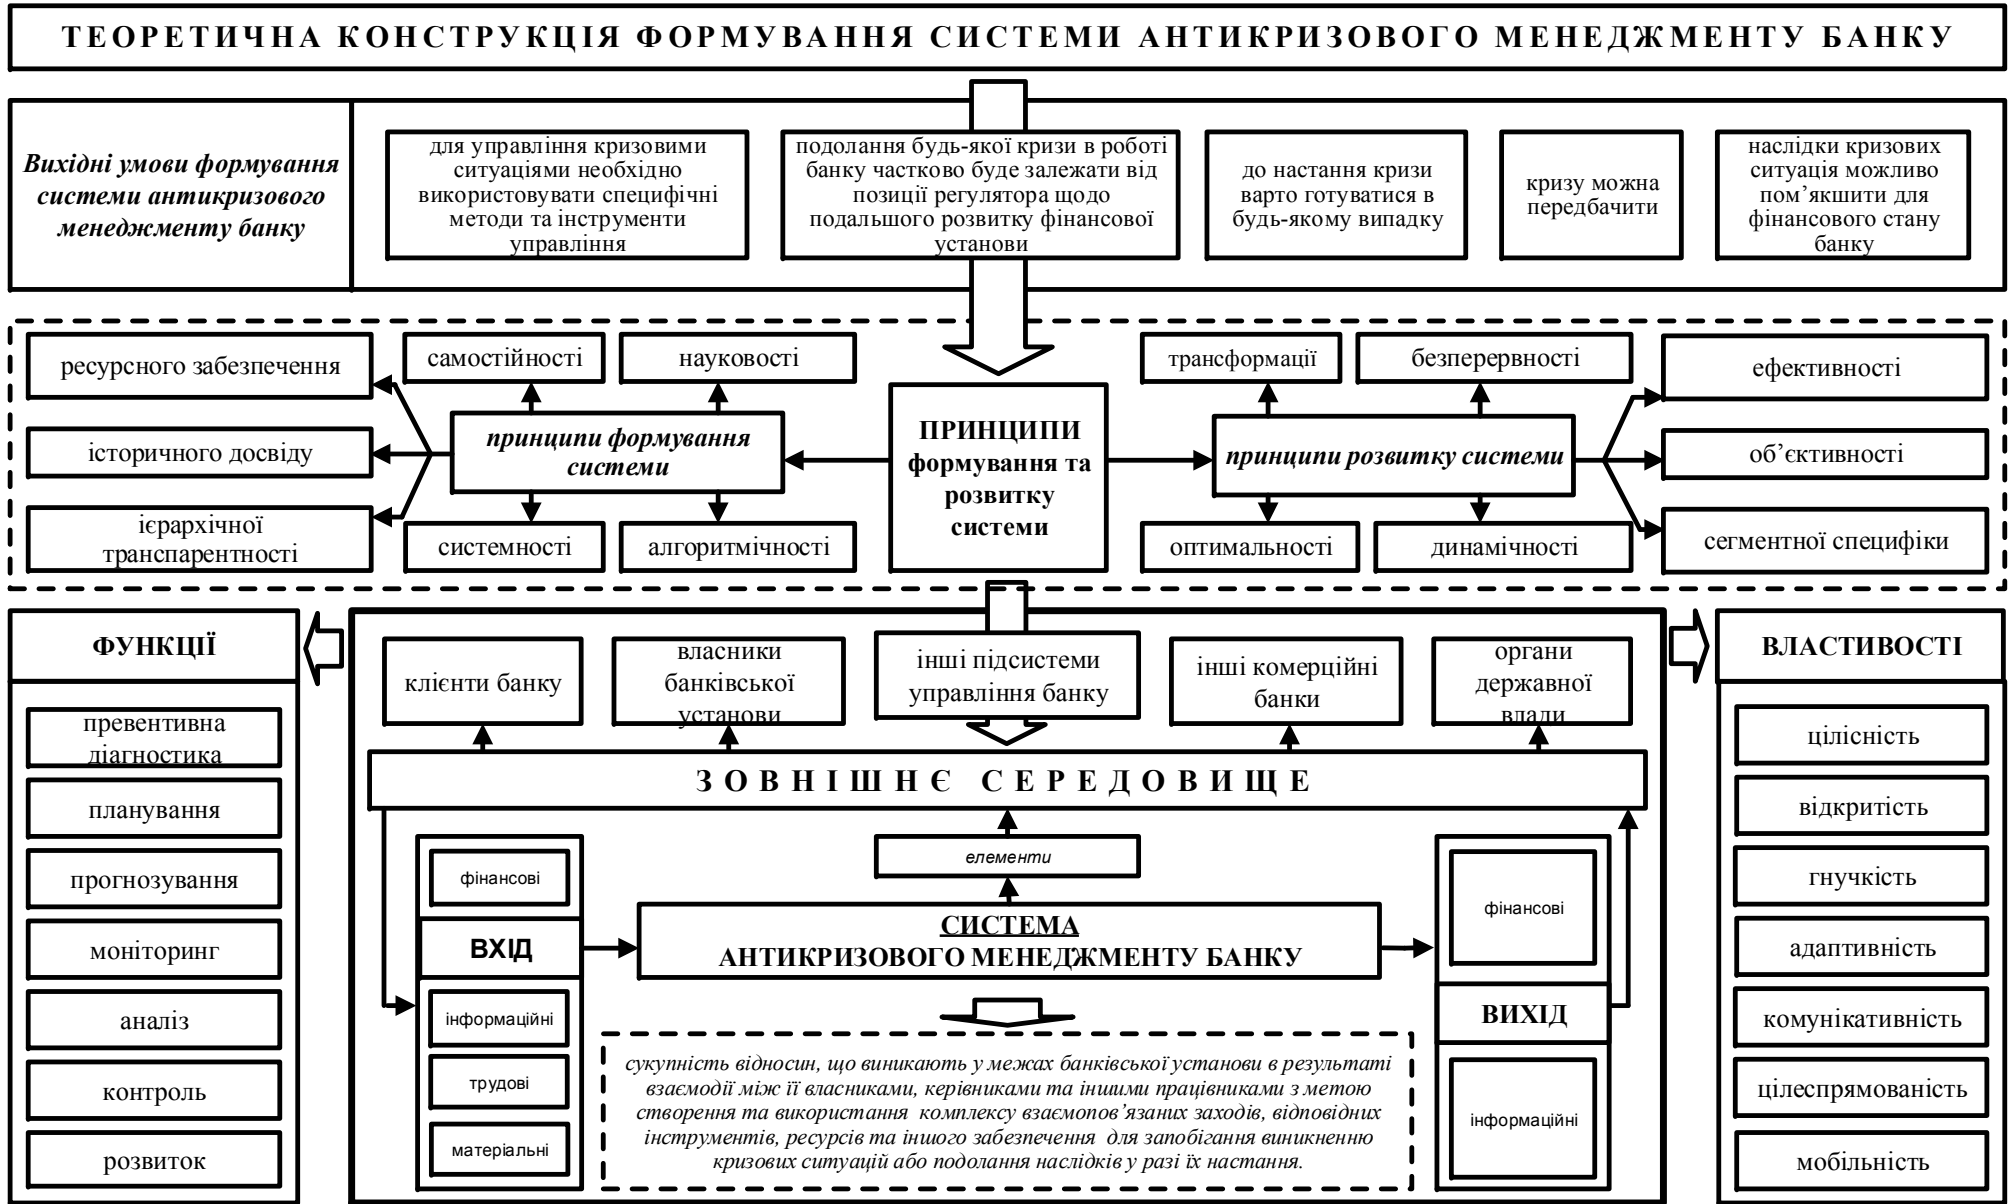 ТЕОРЕТИЧНА КОНСТРУКЦІЯ ФОРМУВАННЯ СИСТЕМИ АНТИКРИЗОВОГО МЕНЕДЖМЕНТУ БАНКУ
Вихідні умови формування
системи антикризового
менеджменту банку
для управління кризовими
ситуаціями необхідно
використовувати специфічні
методи та інструменти
управління
подолання будь-якої кризи в роботі
банку частково буде залежати від
позиції регулятора щодо
подальшого розвитку фінансової
установи
до настання кризи
варто готуватися в
будь-якому випадку
кризу можна
передбачити
наслідки кризових
ситуація можливо
пом’якшити для
фінансового стану
банку
ресурсного забезпечення
історичного досвіду
ієрархічної
транспарентності
самостійності
науковості
принципи формування
системи
системності
алгоритмічності
ПРИНЦИПИ
формування та
розвитку
системи
трансформації
безперервності
принципи розвитку системи
оптимальності
динамічності
ефективності
об’єктивності
сегментної специфіки
ФУНКЦІЇ
превентивна
діагностика
планування
прогнозування
моніторинг
аналіз
контроль
розвиток
клієнти банку
власники
банківської
установи
інші підсистеми
управління банку
інші комерційні
банки
органи
державної
влади
ЗОВНІШНЄ СЕРЕДОВИЩЕ
фінансові
ВХІД
інформаційні
трудові
матеріальні
елементи
СИСТЕМА
АНТИКРИЗОВОГО МЕНЕДЖМЕНТУ БАНКУ
сукупність відносин, що виникають у межах банківської установи в результаті
взаємодії між її власниками, керівниками та іншими працівниками з метою
створення та використання комплексу взаємопов’язаних заходів, відповідних
інструментів, ресурсів та іншого забезпечення для запобігання виникненню
кризових ситуацій або подолання наслідків у разі їх настання.
фінансові
ВИХІД
інформаційні
ВЛАСТИВОСТІ
цілісність
відкритість
гнучкість
адаптивність
комунікативність
цілеспрямованість
мобільність